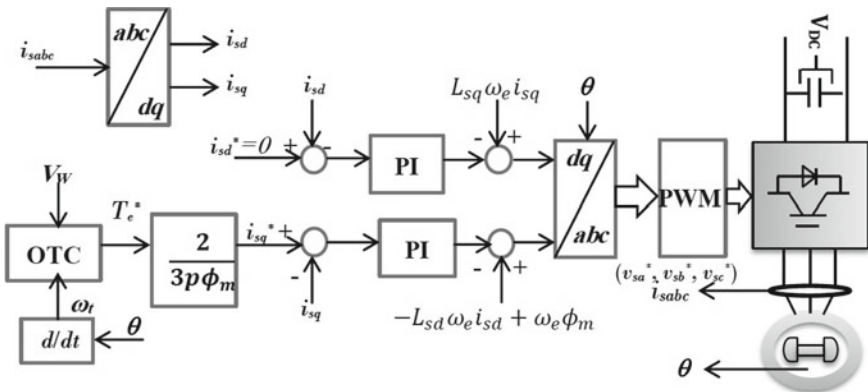 abc
i_sabc
i_sd
i_sq
dq
V_DC
i_sd
L_sq ω_e i_sq
θ
i_sd*=0 + -
PI
- +
dq
abc
PWM
V_W
T_e*
OTC
2
3pϕ_m
i_sq* +
-
i_sq
PI
- +
-L_sd ω_e i_sd + ω_e ϕ_m
(v_sa*, v_sb*, v_sc*)
i_sabc
ω_t
d/dt
θ
θ